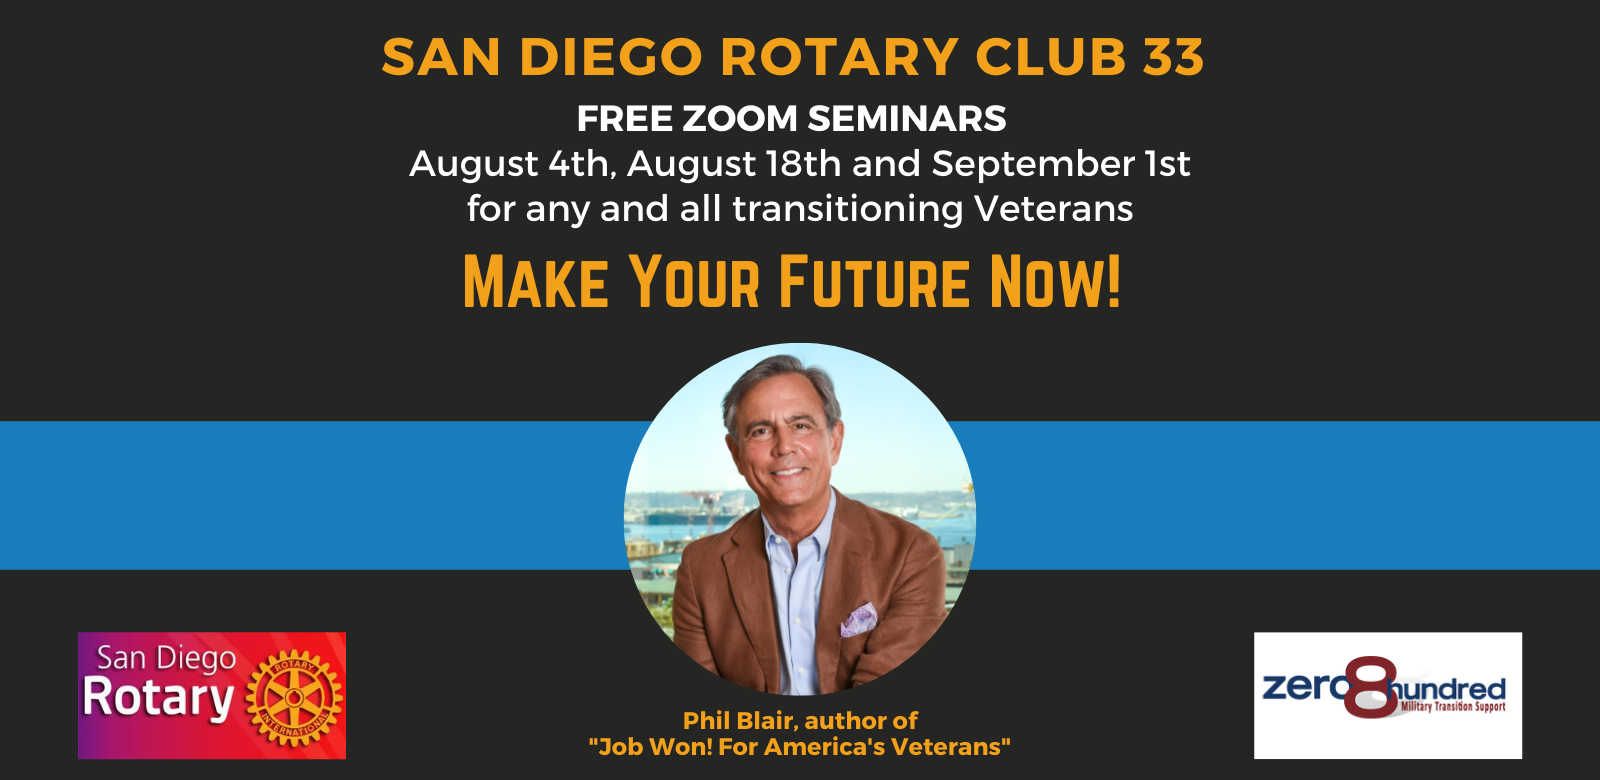 SAN DIEGO ROTARY CLUB 33
FREE ZOOM SEMINARS
August 4th, August 18th and September 1st
for any and all transitioning Veterans
MAKE YOUR FUTURE NOW!
San Diego
Rotary
ROTARY
INTERNATIONAL
Phil Blair, author of
"Job Won! For America's Veterans"
zero8hundred
Military Transition Support